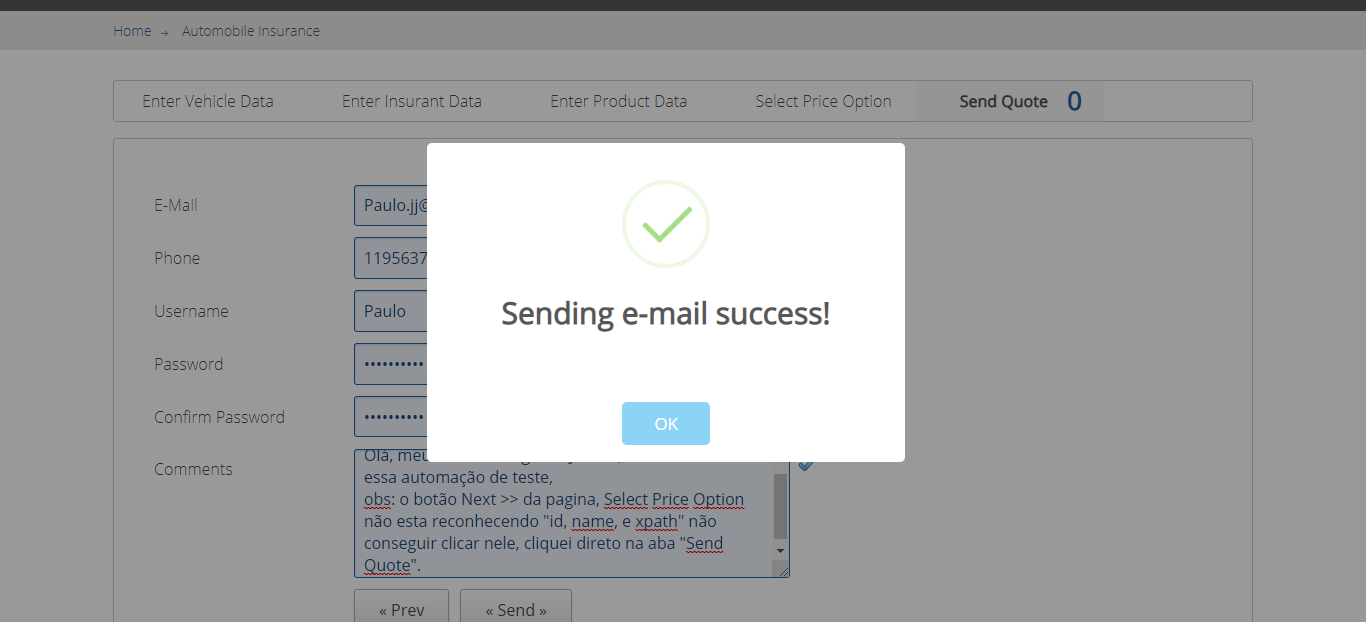 Home → Automobile Insurance
Enter Vehicle Data Enter Insurant Data Enter Product Data Select Price Option Send Quote 0
E-Mail Paulo.jj@
Phone 1195637
Username Paulo
Password ••••••••••
Confirm Password ••••••••••
Sending e-mail success!
OK
Comments
Olá, meu
essa automação de teste,
obs: o botão Next >> da pagina, Select Price Option
não esta reconhecendo "id, name, e xpath" não
conseguir clicar nele, cliquei direto na aba "Send
Quote".
« Prev « Send »